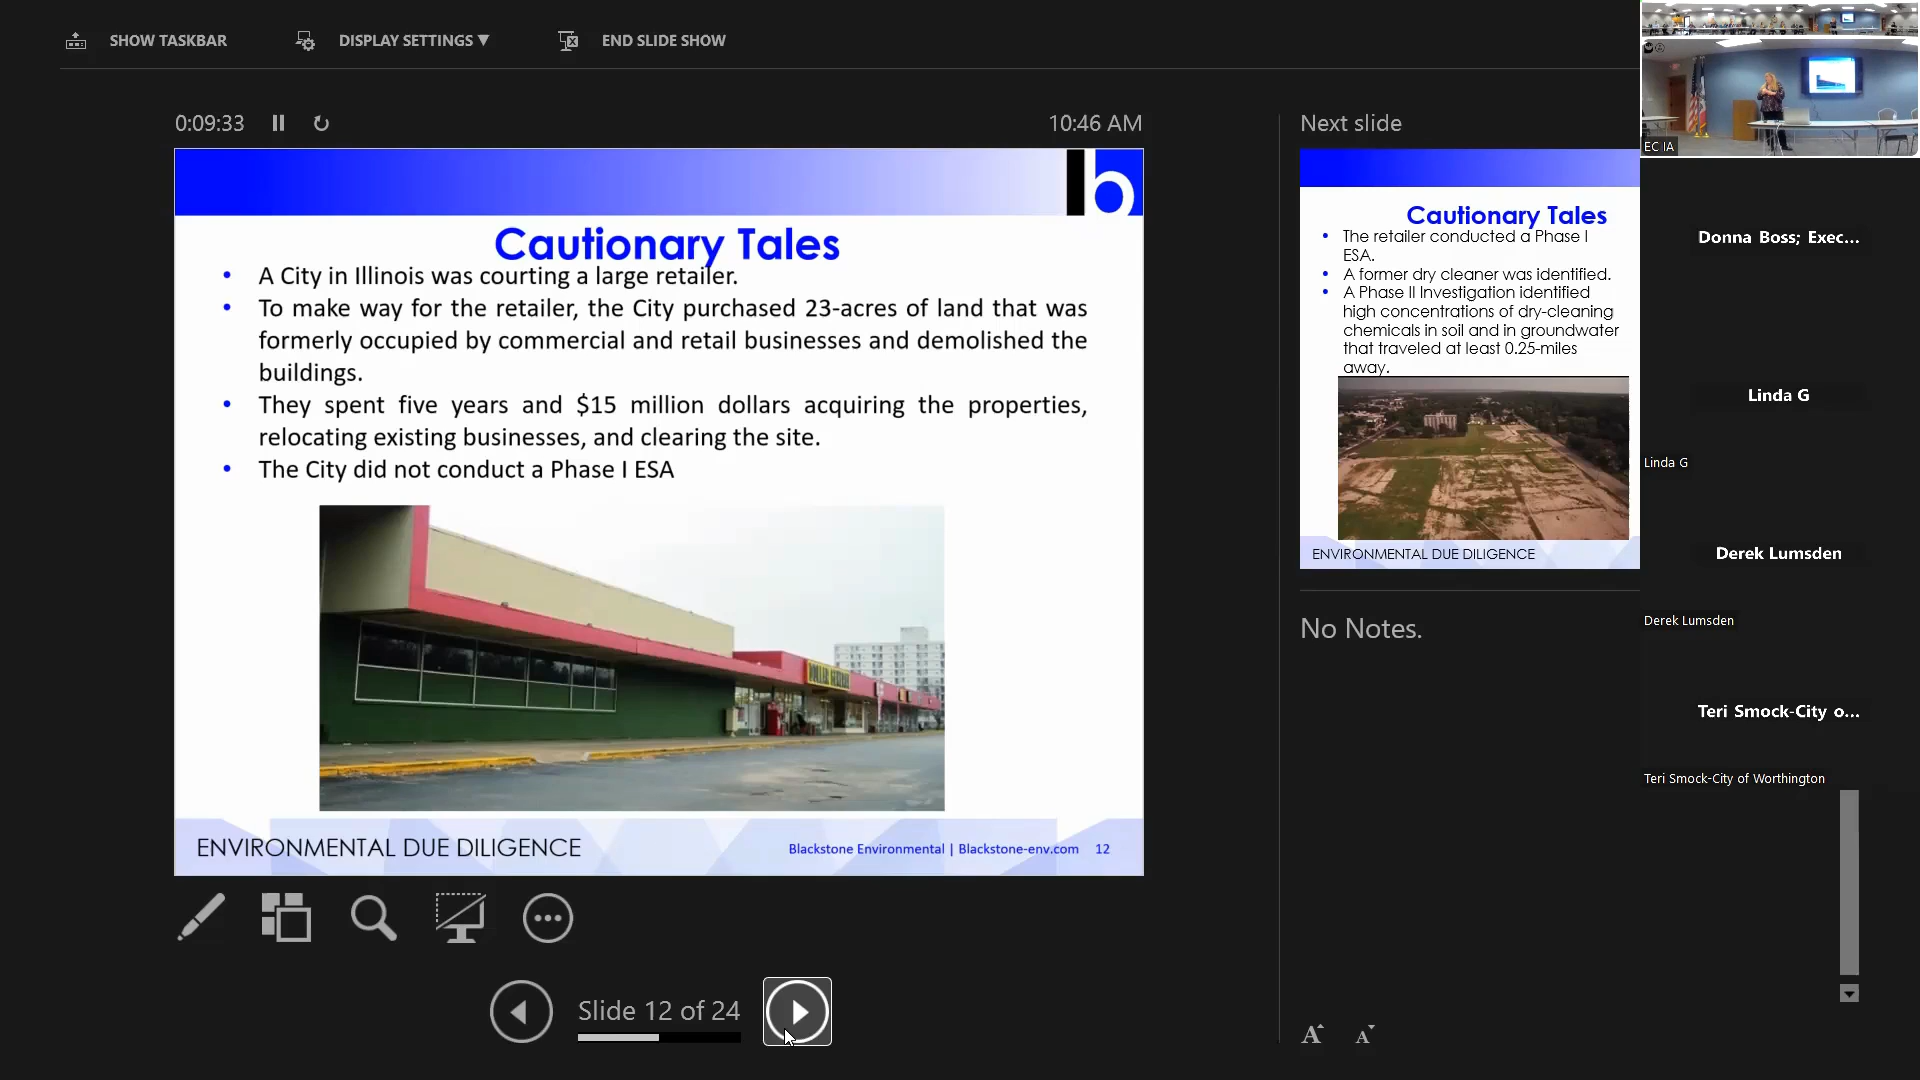 SHOW TASKBAR
DISPLAY SETTINGS ▼
END SLIDE SHOW
0:09:33
10:46 AM
b
Cautionary Tales
• A City in Illinois was courting a large retailer.
• To make way for the retailer, the City purchased 23-acres of land that was
formerly occupied by commercial and retail businesses and demolished the
buildings.
• They spent five years and $15 million dollars acquiring the properties,
relocating existing businesses, and clearing the site.
• The City did not conduct a Phase I ESA
DOLLAR GENERAL
ENVIRONMENTAL DUE DILIGENCE
Blackstone Environmental | Blackstone-env.com 12
Slide 12 of 24
Next slide
Cautionary Tales
• The retailer conducted a Phase I
ESA.
• A former dry cleaner was identified.
• A Phase II Investigation identified
high concentrations of dry-cleaning
chemicals in soil and in groundwater
that traveled at least 0.25-miles
away.
ENVIRONMENTAL DUE DILIGENCE
No Notes.
A A
EC IA
Donna Boss; Exec...
Linda G
Linda G
Derek Lumsden
Derek Lumsden
Teri Smock-City o...
Teri Smock-City of Worthington